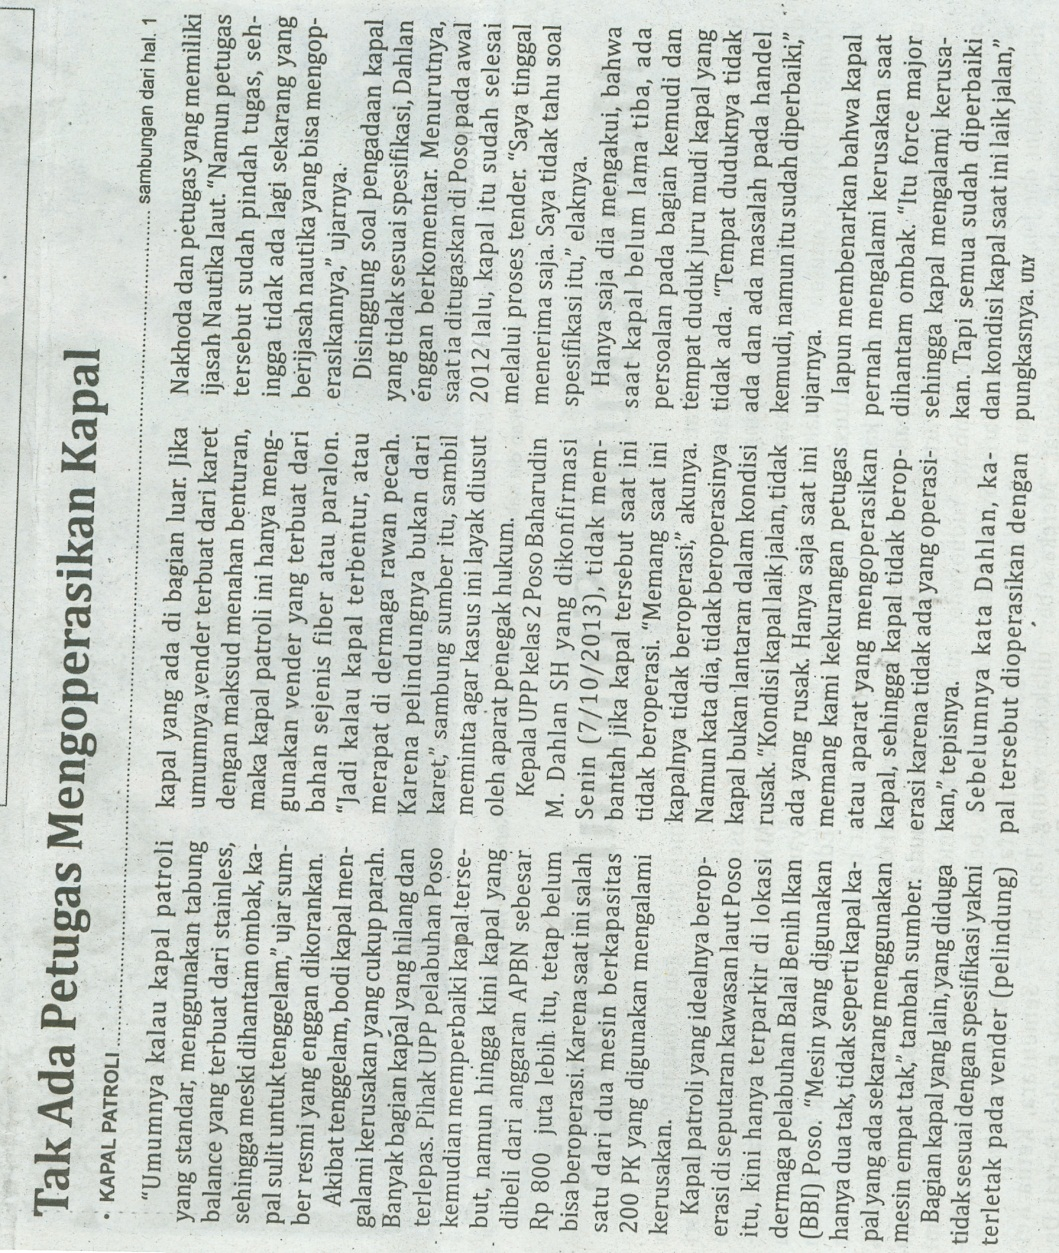 Tak Ada Petugas Mengoperasikan Kapal
• KAPAL PATROLI ........................ sambungan dari hal. 1
“Umumnya kalau kapal patroli
yang standar, menggunakan tabung
balance yang terbuat dari stainless,
sehingga meski dihantam ombak, ka-
pal sulit untuk tenggelam,” ujar sum-
ber resmi yang enggan dikorankan.
Akibat tenggelam, bodi kapal men-
galami kerusakan yang cukup parah.
Banyak bagian kapal yang hilang dan
terlepas. Pihak UPP pelabuhan Poso
kemudian memperbaiki kapal terse-
but, namun hingga kini kapal yang
dibeli dari anggaran APBN sebesar
Rp 800 juta lebih itu, tetap belum
bisa beroperasi. Karena saat ini salah
satu dari dua mesin berkapasitas
200 PK yang digunakan mengalami
kerusakan.
Kapal patroli yang idealnya berop-
erasi di seputaran kawasan laut Poso
itu, kini hanya terparkir di lokasi
dermaga pelabuhan Balai Benih Ikan
(BBI) Poso. “Mesin yang digunakan
hanya dua tak, tidak seperti kapal ka-
pal yang ada sekarang menggunakan
mesin empat tak,” tambah sumber.
Bagian kapal yang lain, yang diduga
tidak sesuai dengan spesifikasi yakni
terletak pada vender (pelindung)
kapal yang ada di bagian luar. Jika
umumnya vender terbuat dari karet
dengan maksud menahan benturan,
maka kapal patroli ini hanya meng-
gunakan vender yang terbuat dari
bahan sejenis fiber atau paralon.
“Jadi kalau kapal terbentur, atau
merapat di dermaga rawan pecah.
Karena pelindungnya bukan dari
karet,” sambung sumber itu, sambil
meminta agar kasus ini layak diusut
oleh aparat penegak hukum.
Kepala UPP kelas 2 Poso Baharudin
M. Dahlan SH yang dikonfirmasi
Senin (7/10/2013), tidak mem-
bantah jika kapal tersebut saat ini
tidak beroperasi. “Memang saat ini
kapalnya tidak beroperasi,” akunya.
Namun kata dia, tidak beroperasinya
kapal bukan lantaran dalam kondisi
rusak. “Kondisi kapal laik jalan, tidak
ada yang rusak. Hanya saja saat ini
memang kami kekurangan petugas
atau aparat yang mengoperasikan
kapal, sehingga kapal tidak berop-
erasi karena tidak ada yang operasi-
kan,” tepisnya.
Sebelumnya kata Dahlan, ka-
pal tersebut dioperasikan dengan
Nakhoda dan petugas yang memiliki
ijasah Nautika laut. “Namun petugas
tersebut sudah pindah tugas, seh-
ingga tidak ada lagi sekarang yang
berijasah nautika yang bisa mengop-
erasikannya,” ujarnya.
Disinggung soal pengadaan kapal
yang tidak sesuai spesifikasi, Dahlan
enggan berkomentar. Menurutnya,
saat ia ditugaskan di Poso pada awal
2012 lalu, kapal itu sudah selesai
melalui proses tender. “Saya tinggal
menerima saja. Saya tidak tahu soal
spesifikasi itu,” elaknya.
Hanya saja dia mengakui, bahwa
saat kapal belum lama tiba, ada
persoalan pada bagian kemudi dan
tempat duduk juru mudi kapal yang
tidak ada. “Tempat duduknya tidak
ada dan ada masalah pada handel
kemudi, namun itu sudah diperbaiki,”
ujarnya.
Iapun membenarkan bahwa kapal
pernah mengalami kerusakan saat
dihantam ombak. “Itu force major
sehingga kapal mengalami kerusa-
kan. Tapi semua sudah diperbaiki
dan kondisi kapal saat ini laik jalan,”
pungkasnya. ULY